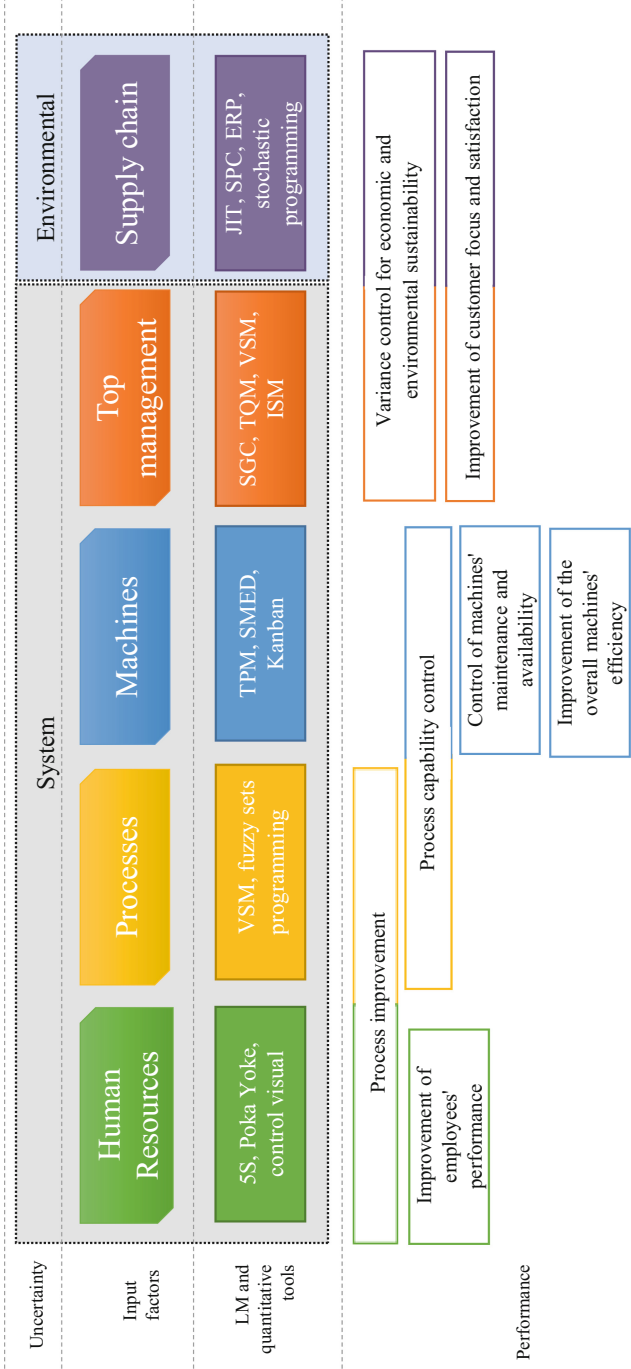 Uncertainty
System
Environmental
Input
factors
Human
Resources
Processes
Machines
Top
management
Supply chain
LM and
quantitative
tools
5S, Poka Yoke,
control visual
VSM, fuzzy sets
programming
TPM, SMED,
Kanban
SGC, TQM, VSM,
ISM
JIT, SPC, ERP,
stochastic
programming
Performance
Process improvement
Improvement of
employees'
performance
Process capability control
Control of machines'
maintenance and
availability
Improvement of the
overall machines'
efficiency
Variance control for economic and
environmental sustainability
Improvement of customer focus and satisfaction